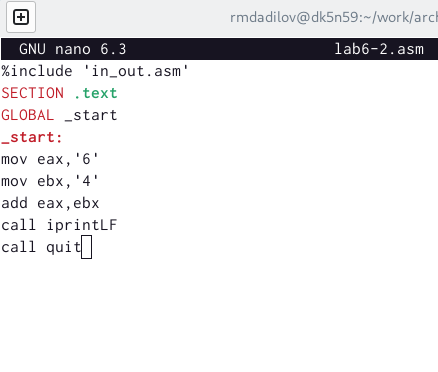 rmdadilov@dk5n59:~/work/arch
GNU nano 6.3 lab6-2.asm
%include 'in_out.asm'
SECTION .text
GLOBAL _start
_start:
mov eax,'6'
mov ebx,'4'
add eax,ebx
call iprintLF
call quit